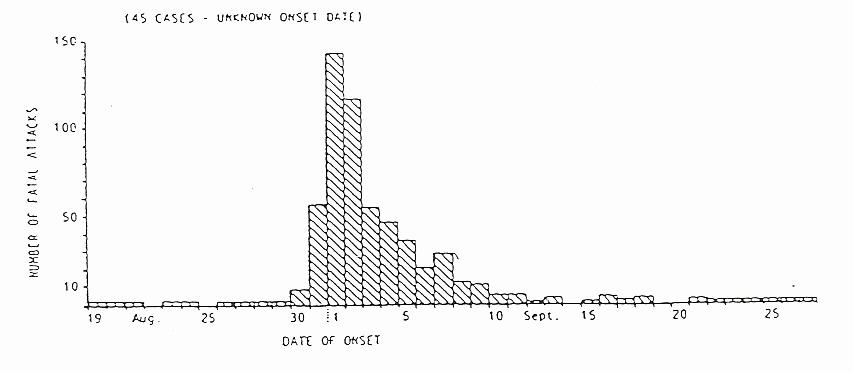 (45 CASES - UNKNOWN ONSET DATE)
150
100
50
10
NUMBER OF FATAL ATTACKS
19 Aug. 25 30 1 5 10 Sept. 15 20 25
DATE OF ONSET